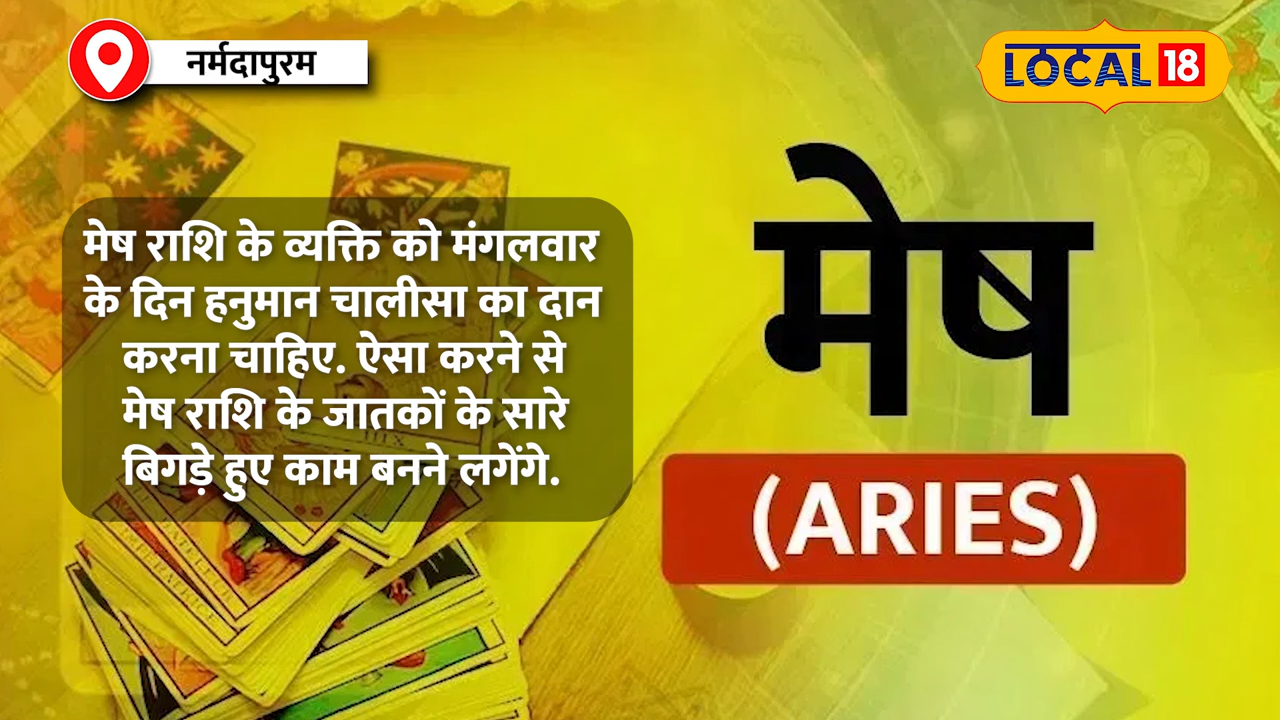 नर्मदापुरम
LOCAL 18
मेष राशि के व्यक्ति को मंगलवार
के दिन हनुमान चालीसा का दान
करना चाहिए. ऐसा करने से
मेष राशि के जातकों के सारे
बिगड़े हुए काम बनने लगेंगे.
मेष
(ARIES)